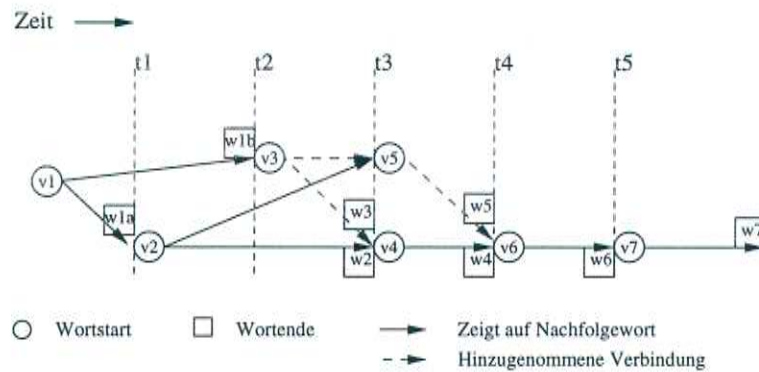 Zeit
t1 t2 t3 t4 t5
w1b
v3 v5
v1
w1a w3 w5 w7
v2 v4 v6 v7
w2 w4 w6
Wortstart Wortende Zeigt auf Nachfolgewort
Hinzugenommene Verbindung